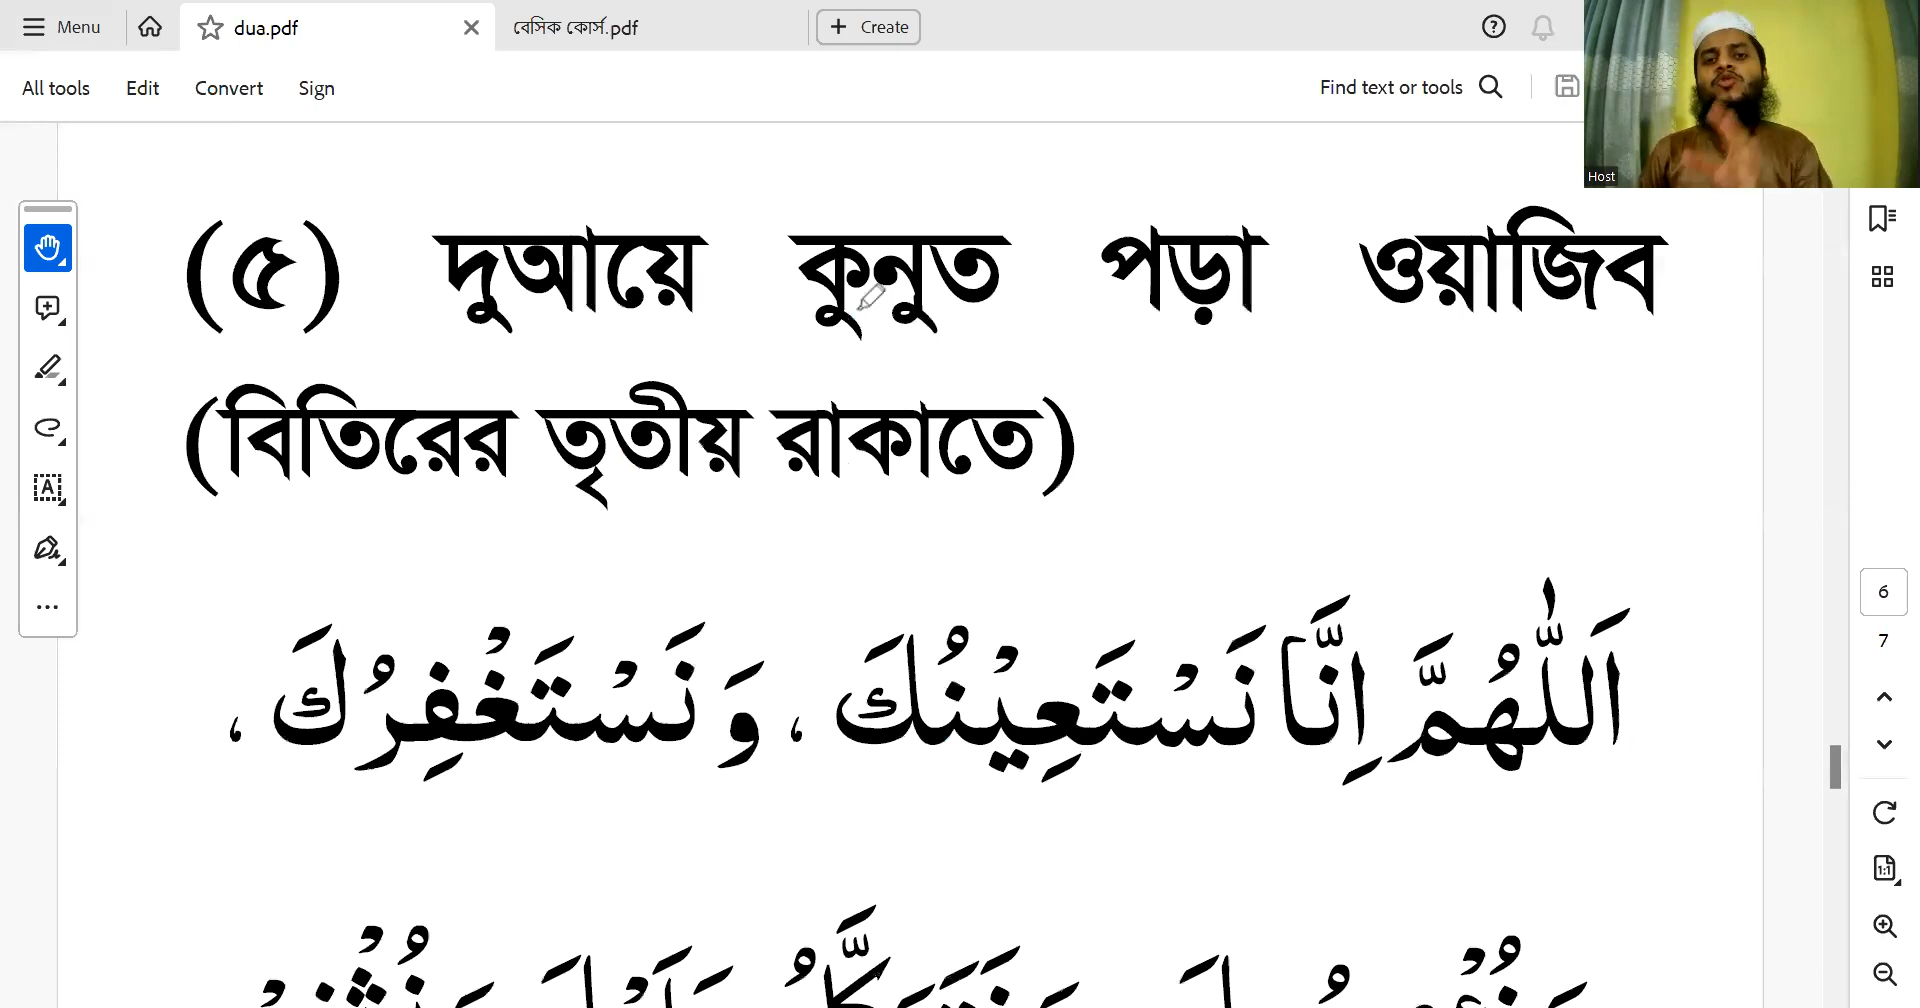 Menu
dua.pdf
বেসিক কোর্স.pdf
Create
All tools
Edit
Convert
Sign
Find text or tools
Host
(৫) দুআয়ে কুনুত পড়া ওয়াজিব
(বিতিরের তৃতীয় রাকাতে)
اَللّٰهُمَّ اِنَّا نَسْتَعِيْنُكَ ، وَ نَسْتَغْفِرُكَ ،
6
7